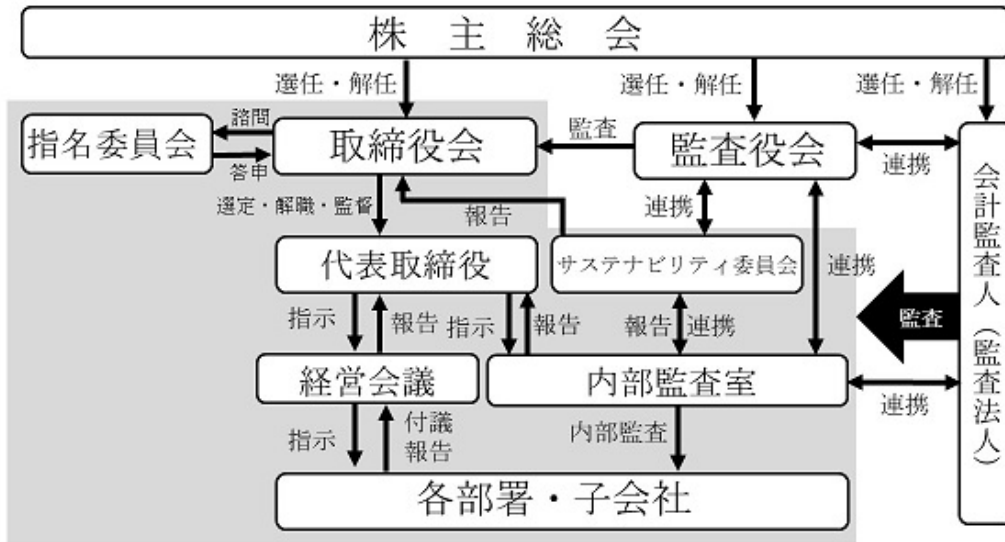 株主総会
選任・解任
選任・解任
選任・解任
指名委員会
諮問
答申
取締役会
監査
監査役会
連携
会計監査人（監査法人）
選定・解職・監督
報告
連携
代表取締役
サステナビリティ委員会
連携
監査
指示
報告
指示
報告
報告
連携
経営会議
内部監査室
連携
指示
付議
報告
内部監査
各部署・子会社